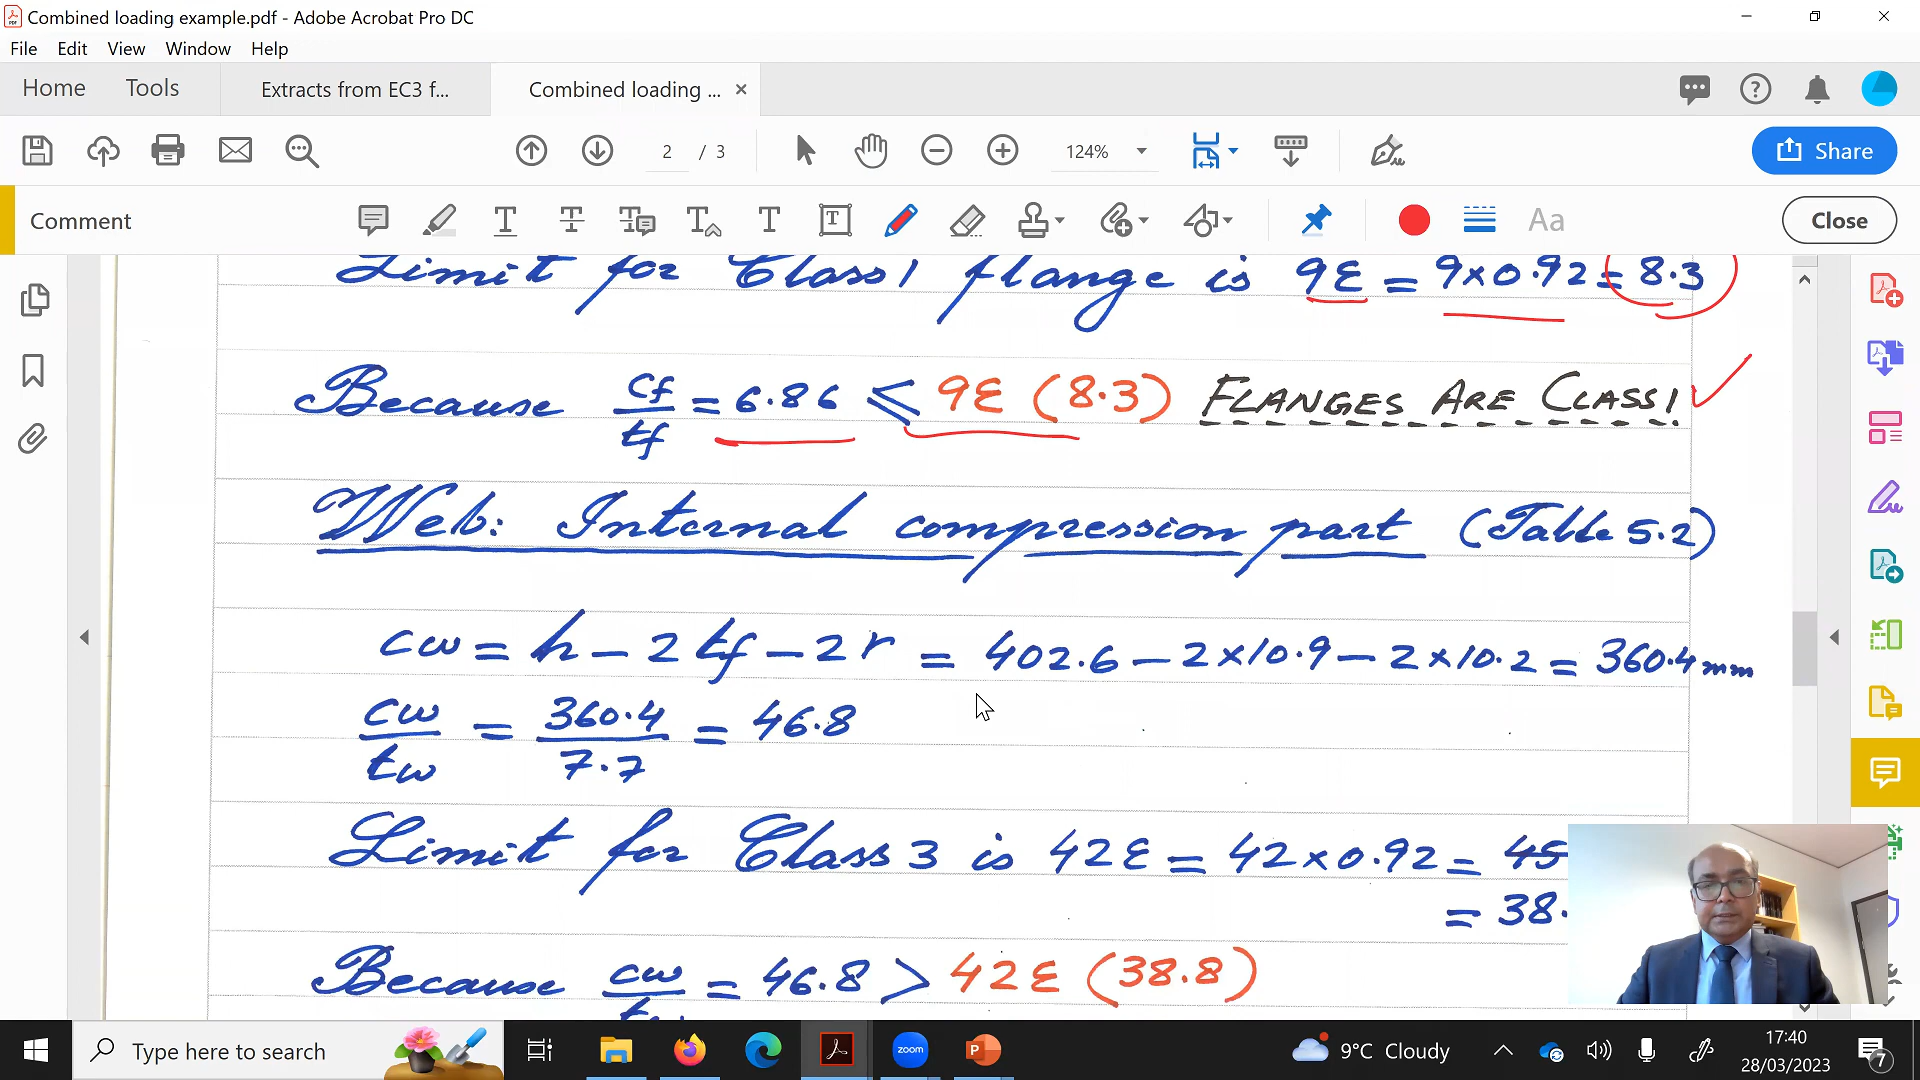 Combined loading example.pdf - Adobe Acrobat Pro DC
File Edit View Window Help
Home Tools Extracts from EC3 f... Combined loading ... ×
2 / 3 124% Share
Comment Aa Close
Limit for Class 1 flange is 9ε = 9×0.92 = 8.3
Because cf/tf = 6.86 ≤ 9ε (8.3) FLANGES ARE CLASS 1
Web: Internal compression part (Table 5.2)
cw = h - 2tf - 2r = 402.6 - 2×10.9 - 2×10.2 = 360.4mm
cw/tw = 360.4/7.7 = 46.8
Limit for Class 3 is 42ε = 42×0.92 = 45
= 38.
Because cw/tw = 46.8 > 42ε (38.8)
Type here to search zoom 9°C Cloudy 17:40
28/03/2023 7